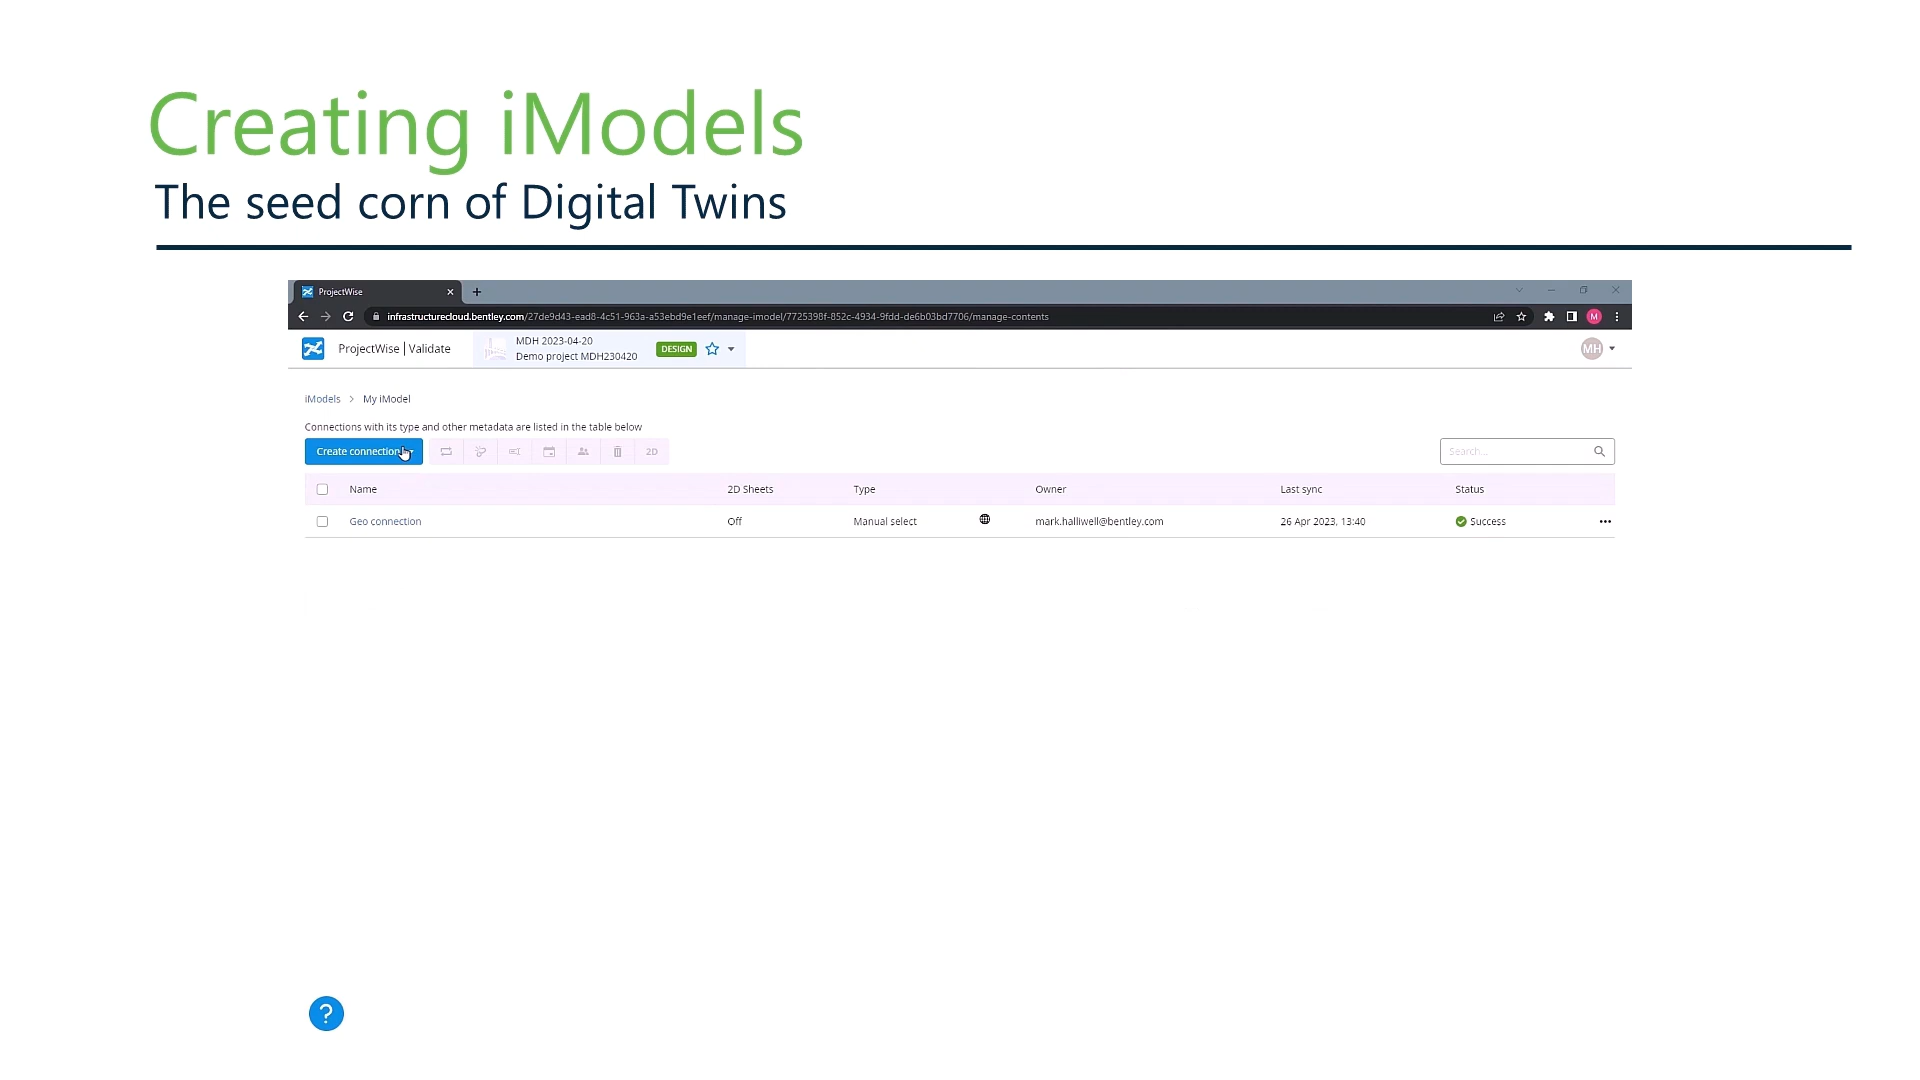 Creating iModels
The seed corn of Digital Twins
ProjectWise
infrastructurecloud.bentley.com/27de9d43-ead8-4c51-963a-a53ebd9e1eef/manage-imodel/7725398f-852c-4934-9fdd-de6b03bd7706/manage-contents
M
ProjectWise | Validate
MDH 2023-04-20
Demo project MDH230420
DESIGN
MH
iModels > My iModel
Connections with its type and other metadata are listed in the table below
Create connection
2D
Search...
Name 2D Sheets Type Owner Last sync Status
Geo connection Off Manual select mark.halliwell@bentley.com 26 Apr 2023, 13:40 Success
?